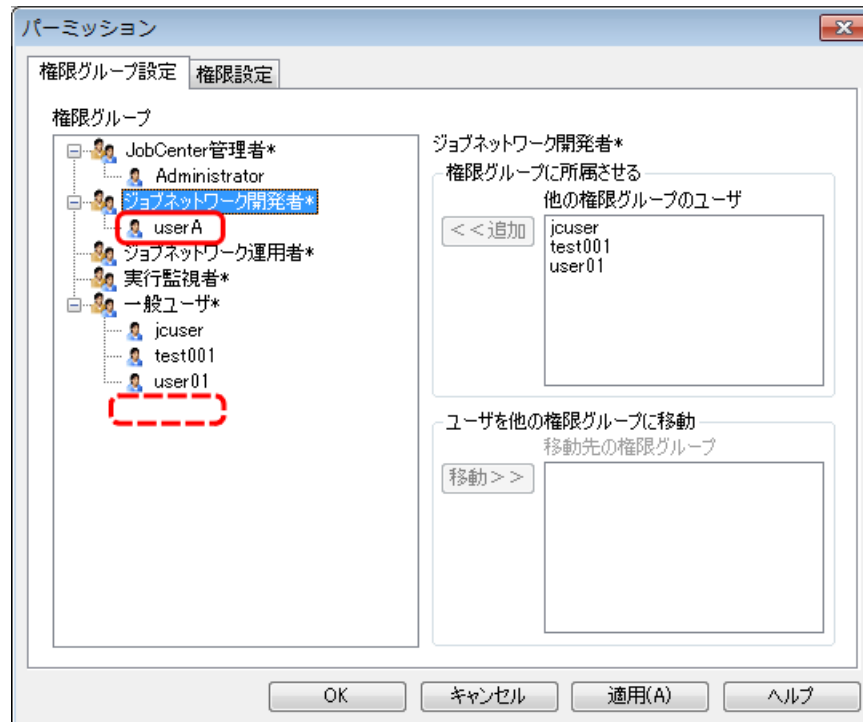 パーミッション
権限グループ設定
権限設定
権限グループ
JobCenter管理者*
Administrator
ジョブネットワーク開発者*
userA
ジョブネットワーク運用者*
実行監視者*
一般ユーザ*
jcuser
test001
user01
ジョブネットワーク開発者*
権限グループに所属させる
他の権限グループのユーザ
<<追加
jcuser
test001
user01
ユーザを他の権限グループに移動
移動先の権限グループ
移動>>
OK
キャンセル
適用(A)
ヘルプ